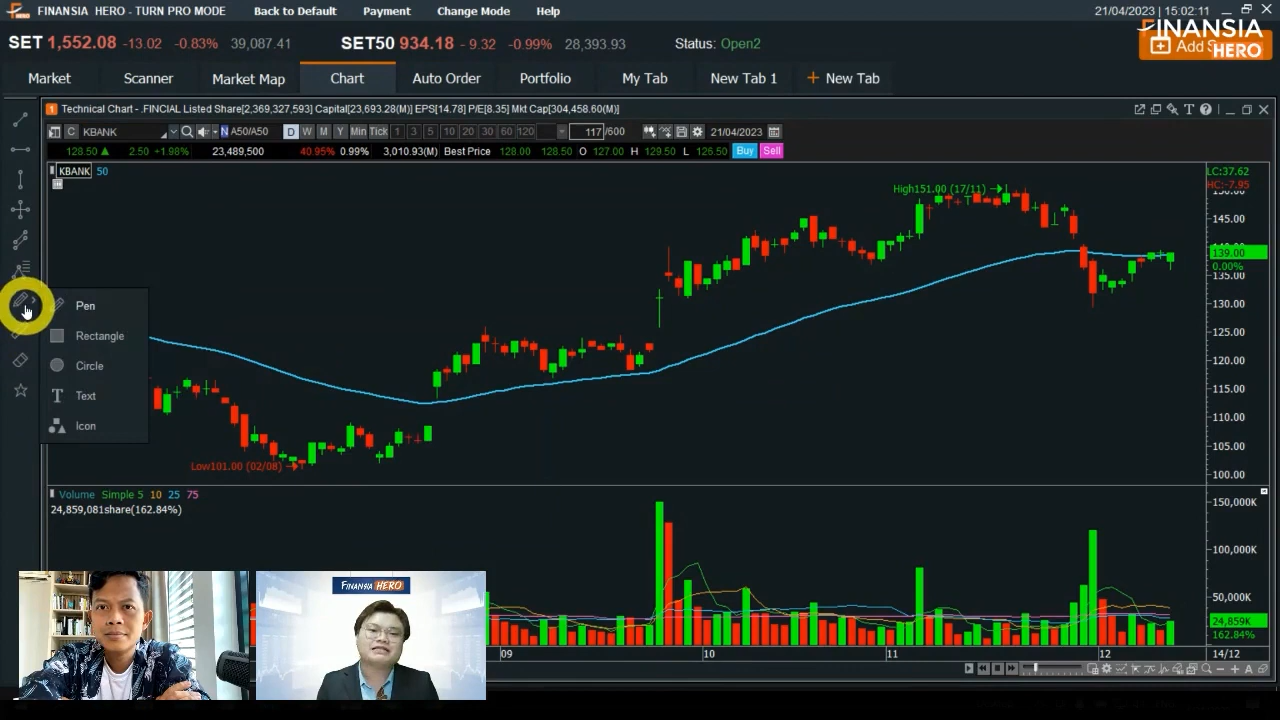 FINANSIA HERO - TURN PRO MODE Back to Default Payment Change Mode Help 21/04/2023 | 15:02:11
FINANSIA
HERO
SET 1,552.08 -13.02 -0.83% 39,087.41 SET50 934.18 - 9.32 -0.99% 28,393.93 Status: Open2
Add
Market Scanner Market Map Chart Auto Order Portfolio My Tab New Tab 1 + New Tab
1 Technical Chart - .FINCIAL Listed Share[2,369,327,593] Capital[23,693.28(M)] EPS[14.78] P/E[8.35] Mkt Cap[304,458.60(M)]
C KBANK N A50/A50 D W M Y Min Tick 1 3 5 10 20 30 60 120 117 /600 21/04/2023
128.50 ▲ 2.50 +1.98% 23,489,500 40.95% 0.99% 3,010.93(M) Best Price 128.00 128.50 O 127.00 H 129.50 L 126.50 Buy Sell
KBANK 50
LC:37.62
HC:-7.95
High151.00 (17/11)
145.00
139.00
0.00%
135.00
130.00
125.00
120.00
115.00
110.00
105.00
100.00
Low101.00 (02/08)
Pen
Rectangle
Circle
Text
Icon
Volume Simple 5 10 25 75
24,859,081share(162.84%)
150,000K
100,000K
50,000K
24,859K
162.84%
FINANSIA HERO
09 10 11 12 14/12